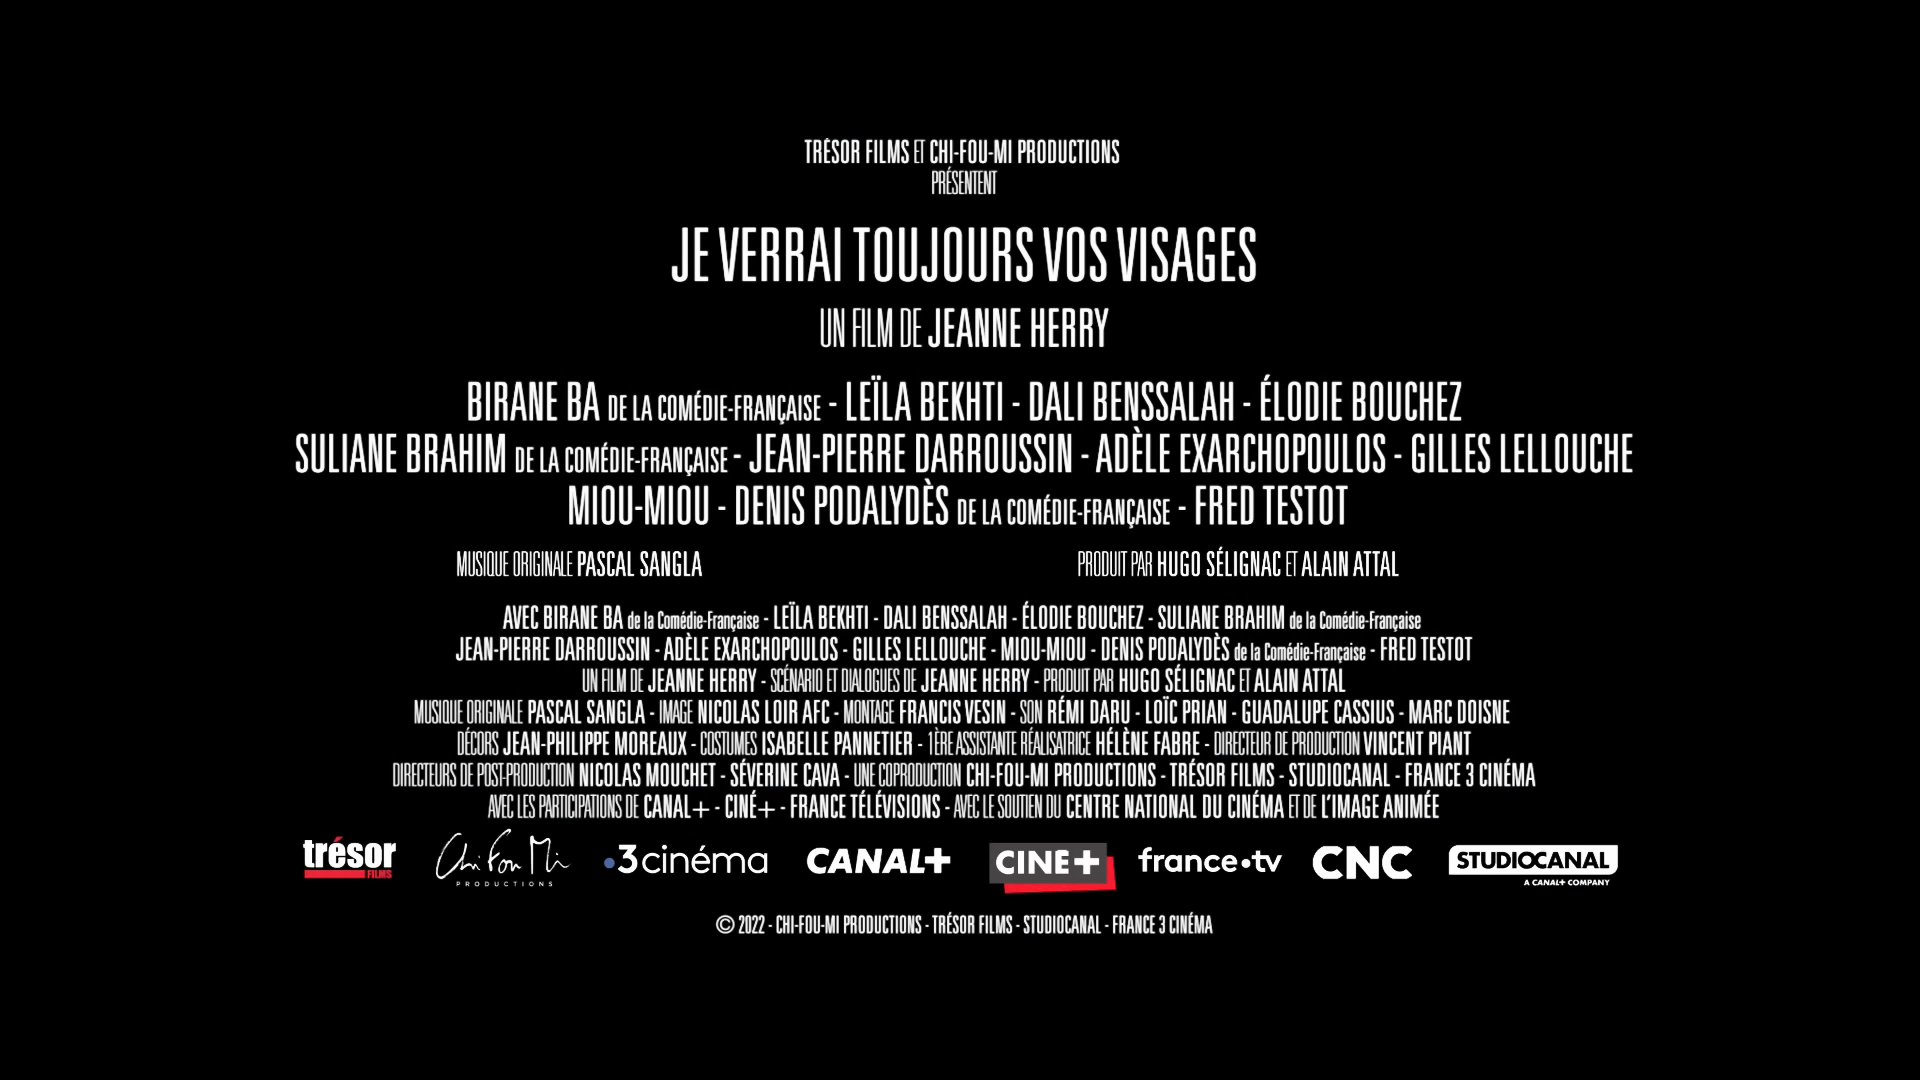 TRÉSOR FILMS ET CHI-FOU-MI PRODUCTIONS
PRÉSENTENT
JE VERRAI TOUJOURS VOS VISAGES
UN FILM DE JEANNE HERRY
BIRANE BA DE LA COMÉDIE-FRANÇAISE - LEÏLA BEKHTI - DALI BENSSALAH - ÉLODIE BOUCHEZ
SULIANE BRAHIM DE LA COMÉDIE-FRANÇAISE - JEAN-PIERRE DARROUSSIN - ADÈLE EXARCHOPOULOS - GILLES LELLOUCHE
MIOU-MIOU - DENIS PODALYDÈS DE LA COMÉDIE-FRANÇAISE - FRED TESTOT
MUSIQUE ORIGINALE PASCAL SANGLA PRODUIT PAR HUGO SÉLIGNAC ET ALAIN ATTAL
AVEC BIRANE BA de la Comédie-Française - LEÏLA BEKHTI - DALI BENSSALAH - ÉLODIE BOUCHEZ - SULIANE BRAHIM de la Comédie-Française
JEAN-PIERRE DARROUSSIN - ADÈLE EXARCHOPOULOS - GILLES LELLOUCHE - MIOU-MIOU - DENIS PODALYDÈS de la Comédie-Française - FRED TESTOT
UN FILM DE JEANNE HERRY - SCÉNARIO ET DIALOGUES DE JEANNE HERRY - PRODUIT PAR HUGO SÉLIGNAC ET ALAIN ATTAL
MUSIQUE ORIGINALE PASCAL SANGLA - IMAGE NICOLAS LOIR AFC - MONTAGE FRANCIS VESIN - SON RÉMI DARU - LOÏC PRIAN - GUADALUPE CASSIUS - MARC DOISNE
DÉCORS JEAN-PHILIPPE MOREAUX - COSTUMES ISABELLE PANNETIER - 1ÈRE ASSISTANTE RÉALISATRICE HÉLÈNE FABRE - DIRECTEUR DE PRODUCTION VINCENT PIANT
DIRECTEURS DE POST-PRODUCTION NICOLAS MOUCHET - SÉVERINE CAVA - UNE COPRODUCTION CHI-FOU-MI PRODUCTIONS - TRÉSOR FILMS - STUDIOCANAL - FRANCE 3 CINÉMA
AVEC LES PARTICIPATIONS DE CANAL+ - CINÉ+ - FRANCE TÉLÉVISIONS - AVEC LE SOUTIEN DU CENTRE NATIONAL DU CINÉMA ET DE L'IMAGE ANIMÉE
trésor FILMS Chi Fou Mi PRODUCTIONS 3 cinéma CANAL+ CINE+ france•tv CNC STUDIOCANAL A CANAL+ COMPANY
© 2022 - CHI-FOU-MI PRODUCTIONS - TRÉSOR FILMS - STUDIOCANAL - FRANCE 3 CINÉMA